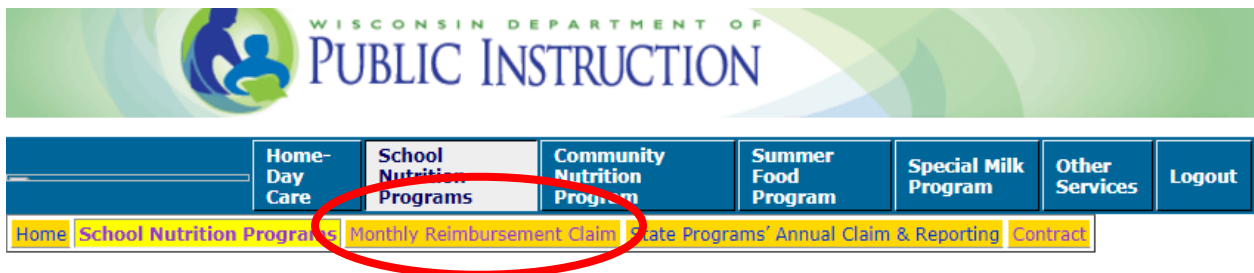 WISCONSIN DEPARTMENT OF
PUBLIC INSTRUCTION
Home-Day Care School Nutrition Programs Community Nutrition Program Summer Food Program Special Milk Program Other Services Logout
Home School Nutrition Programs Monthly Reimbursement Claim State Programs' Annual Claim & Reporting Contract